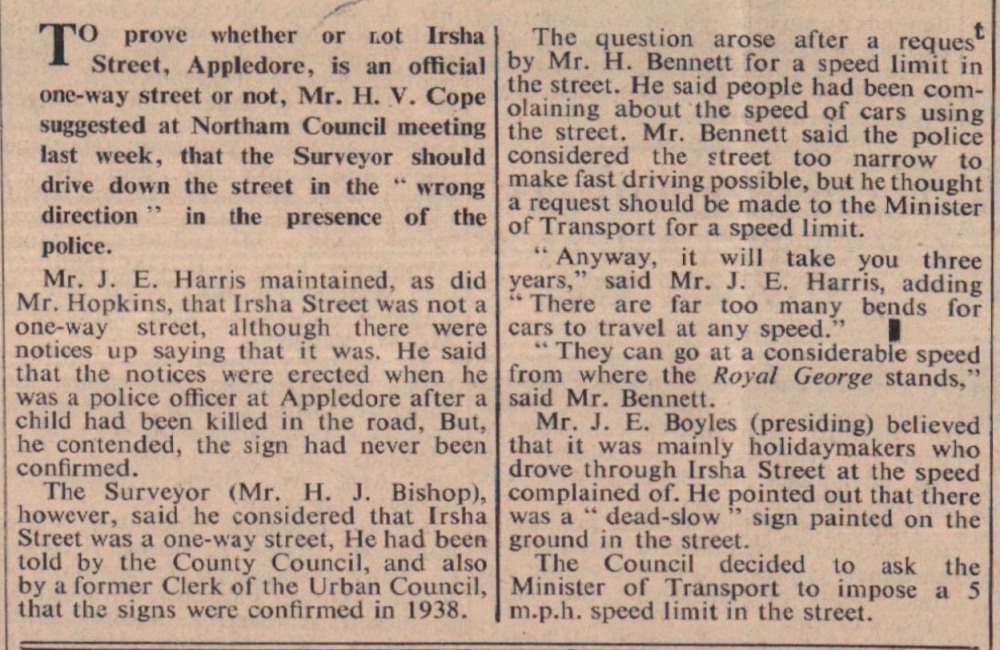 TO prove whether or not Irsha
Street, Appledore, is an official
one-way street or not, Mr. H. V. Cope
suggested at Northam Council meeting
last week, that the Surveyor should
drive down the street in the “ wrong
direction ” in the presence of the
police.
Mr. J. E. Harris maintained, as did
Mr. Hopkins, that Irsha Street was not a
one-way street, although there were
notices up saying that it was. He said
that the notices were erected when he
was a police officer at Appledore after a
child had been killed in the road, But,
he contended, the sign had never been
confirmed.
The Surveyor (Mr. H. J. Bishop),
however, said he considered that Irsha
Street was a one-way street, He had been
told by the County Council, and also
by a former Clerk of the Urban Council,
that the signs were confirmed in 1938.
The question arose after a request
by Mr. H. Bennett for a speed limit in
the street. He said people had been com-
olaining about the speed of cars using
the street. Mr. Bennett said the police
considered the street too narrow to
make fast driving possible, but he thought
a request should be made to the Minister
of Transport for a speed limit.
“ Anyway, it will take you three
years,” said Mr. J. E. Harris, adding
“ There are far too many bends for
cars to travel at any speed.”
“ They can go at a considerable speed
from where the Royal George stands,”
said Mr. Bennett.
Mr. J. E. Boyles (presiding) believed
that it was mainly holidaymakers who
drove through Irsha Street at the speed
complained of. He pointed out that there
was a “ dead-slow ” sign painted on the
ground in the street.
The Council decided to ask the
Minister of Transport to impose a 5
m.p.h. speed limit in the street.